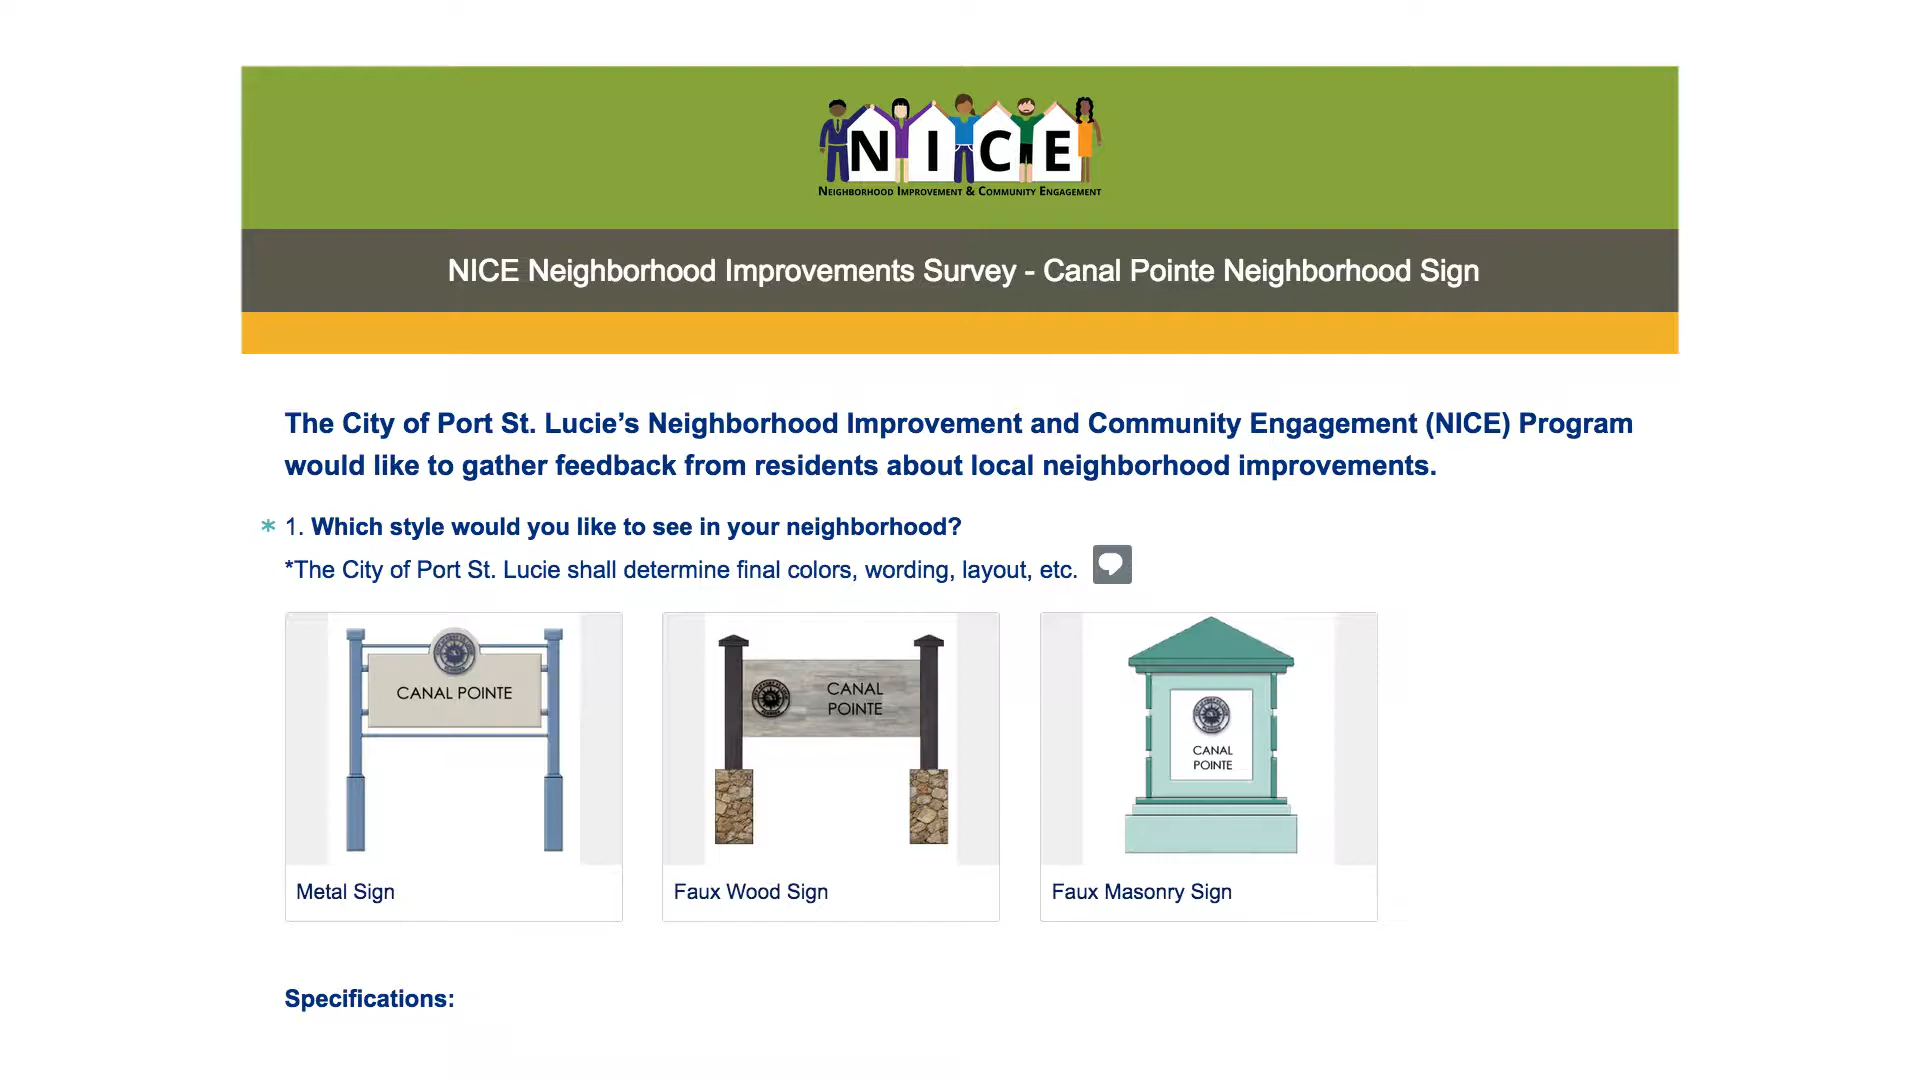 N I C E
NEIGHBORHOOD IMPROVEMENT & COMMUNITY ENGAGEMENT
NICE Neighborhood Improvements Survey - Canal Pointe Neighborhood Sign
The City of Port St. Lucie’s Neighborhood Improvement and Community Engagement (NICE) Program
would like to gather feedback from residents about local neighborhood improvements.
* 1. Which style would you like to see in your neighborhood?
*The City of Port St. Lucie shall determine final colors, wording, layout, etc.
CANAL POINTE
CANAL
POINTE
CANAL
POINTE
Metal Sign
Faux Wood Sign
Faux Masonry Sign
Specifications: